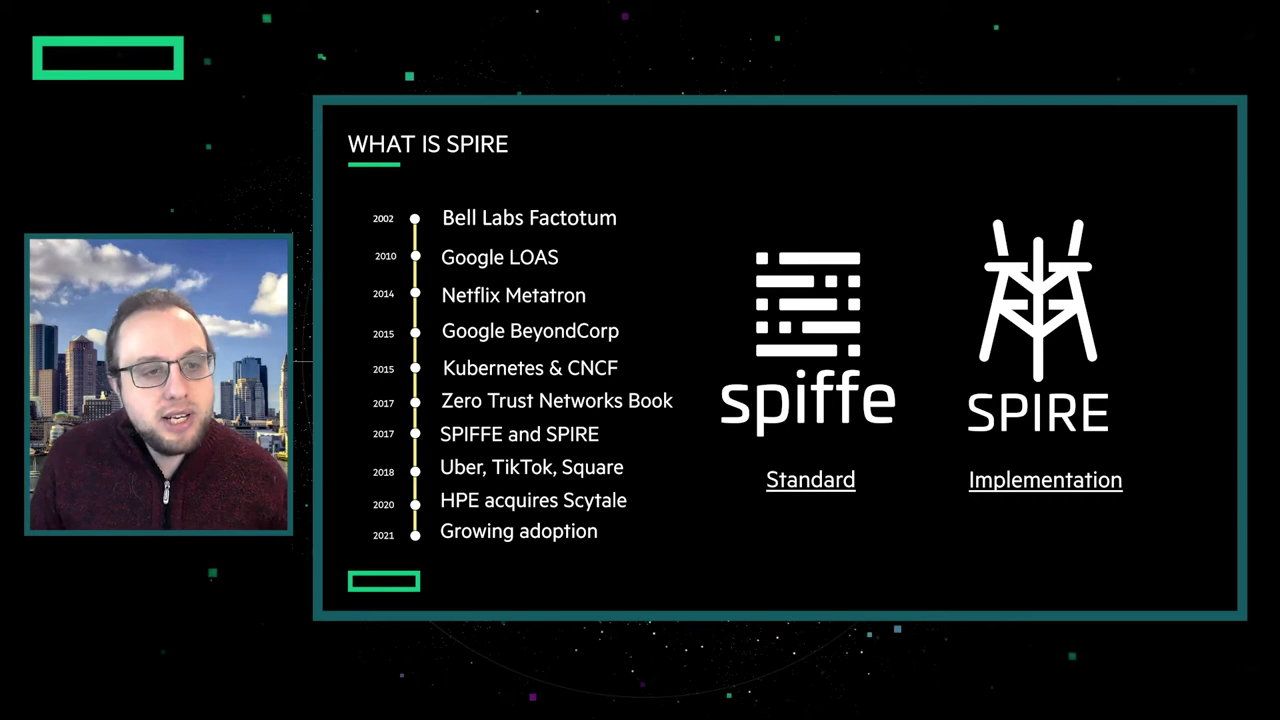 WHAT IS SPIRE
2002 Bell Labs Factotum
2010 Google LOAS
2014 Netflix Metatron
2015 Google BeyondCorp
2015 Kubernetes & CNCF
2017 Zero Trust Networks Book
2017 SPIFFE and SPIRE
2018 Uber, TikTok, Square
2020 HPE acquires Scytale
2021 Growing adoption
spiffe
Standard
SPIRE
Implementation